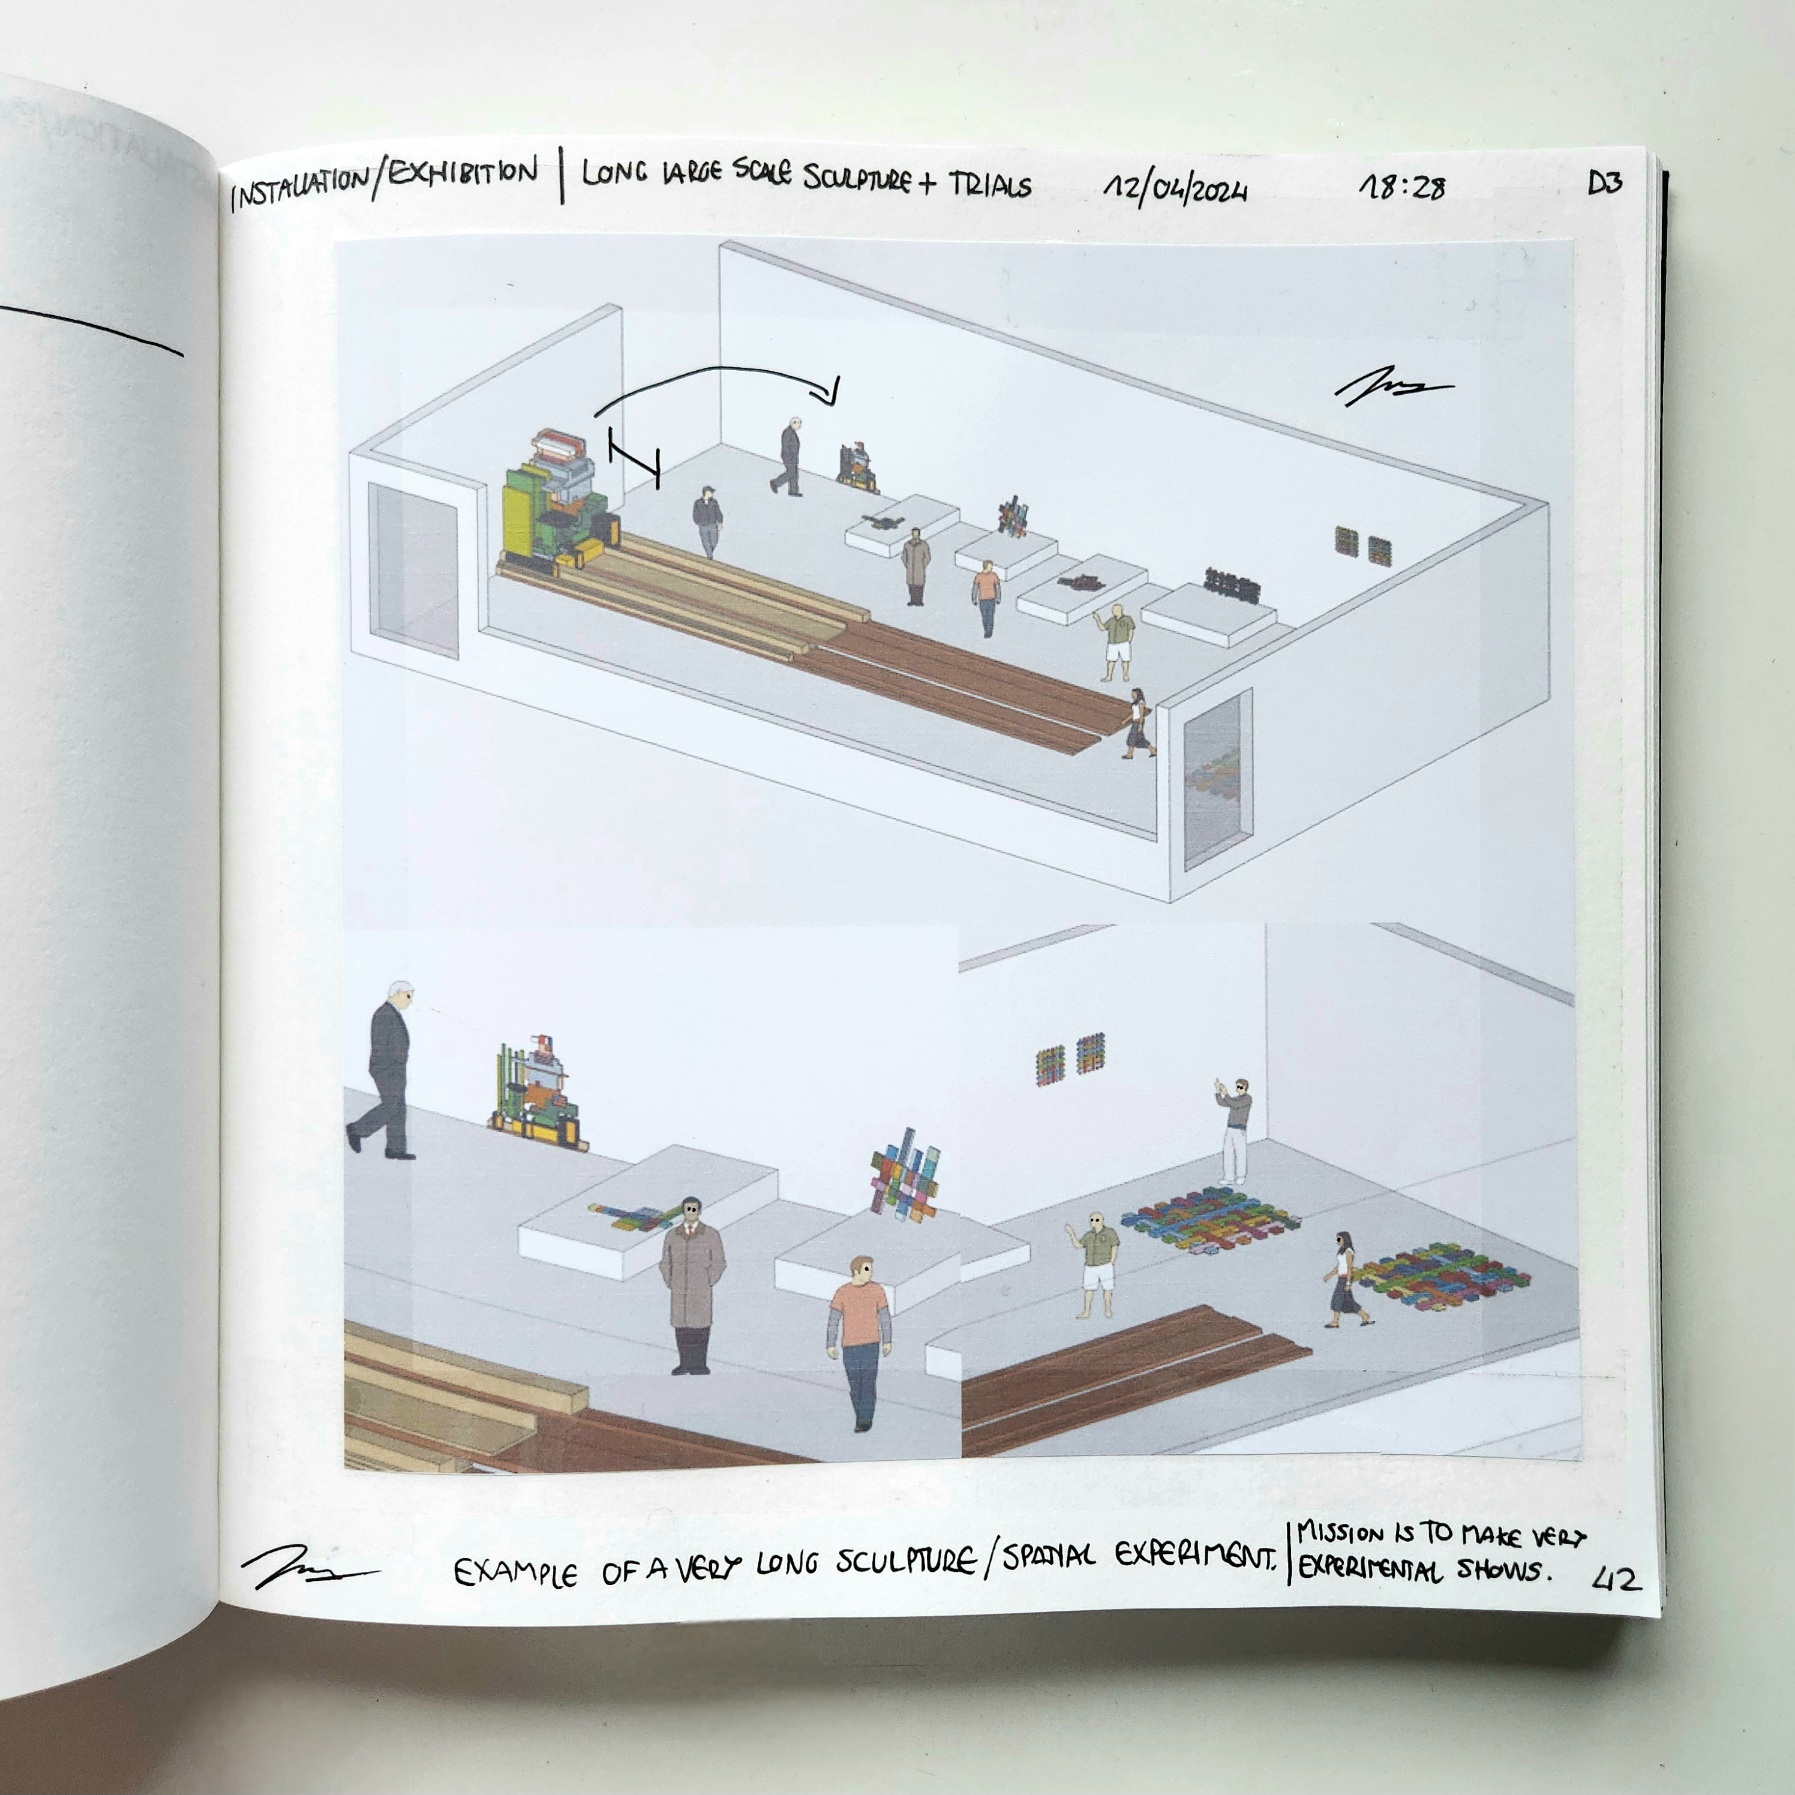 INSTALLATION/EXHIBITION | LONG LARGE SCALE SCULPTURE + TRIALS 12/04/2024 18:28 D3
EXAMPLE OF A VERY LONG SCULPTURE/SPATIAL EXPERIMENT. | MISSION IS TO MAKE VERY
EXPERIMENTAL SHOWS. 42